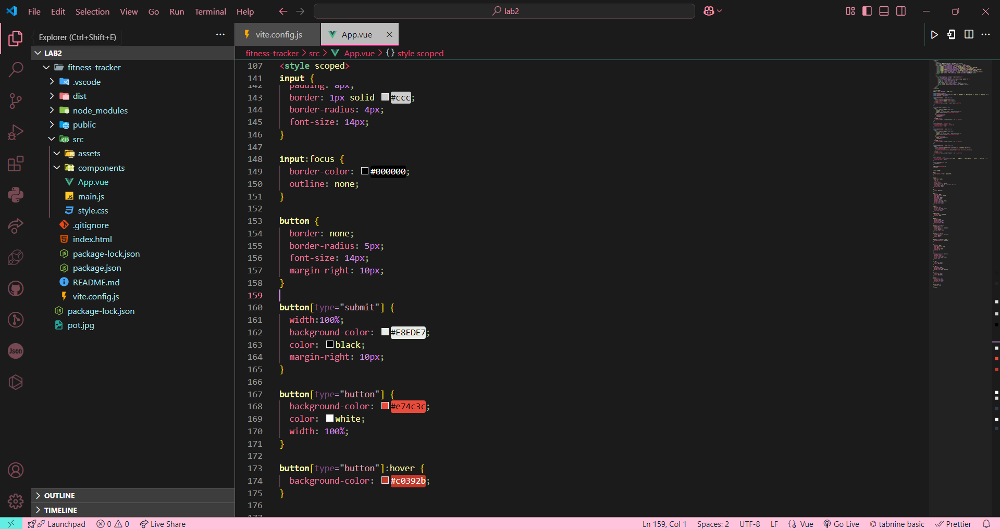 File Edit Selection View Go Run Terminal Help
lab2
Explorer (Ctrl+Shift+E)
LAB2
fitness-tracker
.vscode
dist
node_modules
public
src
assets
components
App.vue
main.js
style.css
.gitignore
index.html
package-lock.json
package.json
README.md
vite.config.js
package-lock.json
pot.jpg
OUTLINE
TIMELINE
vite.config.js App.vue
fitness-tracker > src > App.vue > {} style scoped
107 <style scoped>
141 input {
142 padding: 8px;
143 border: 1px solid #ccc;
144 border-radius: 4px;
145 font-size: 14px;
146 }
147
148 input:focus {
149 border-color: #000000;
150 outline: none;
151 }
152
153 button {
154 border: none;
155 border-radius: 5px;
156 font-size: 14px;
157 margin-right: 10px;
158 }
159
160 button[type="submit"] {
161 width:100%;
162 background-color: #E8EDE7;
163 color: black;
164 margin-right: 10px;
165 }
166
167 button[type="button"] {
168 background-color: #e74c3c;
169 color: white;
170 width: 100%;
171 }
172
173 button[type="button"]:hover {
174 background-color: #c0392b;
175 }
176
177
Launchpad 0 0 Live Share Ln 159, Col 1 Spaces: 2 UTF-8 LF Vue Go Live tabnine basic Prettier